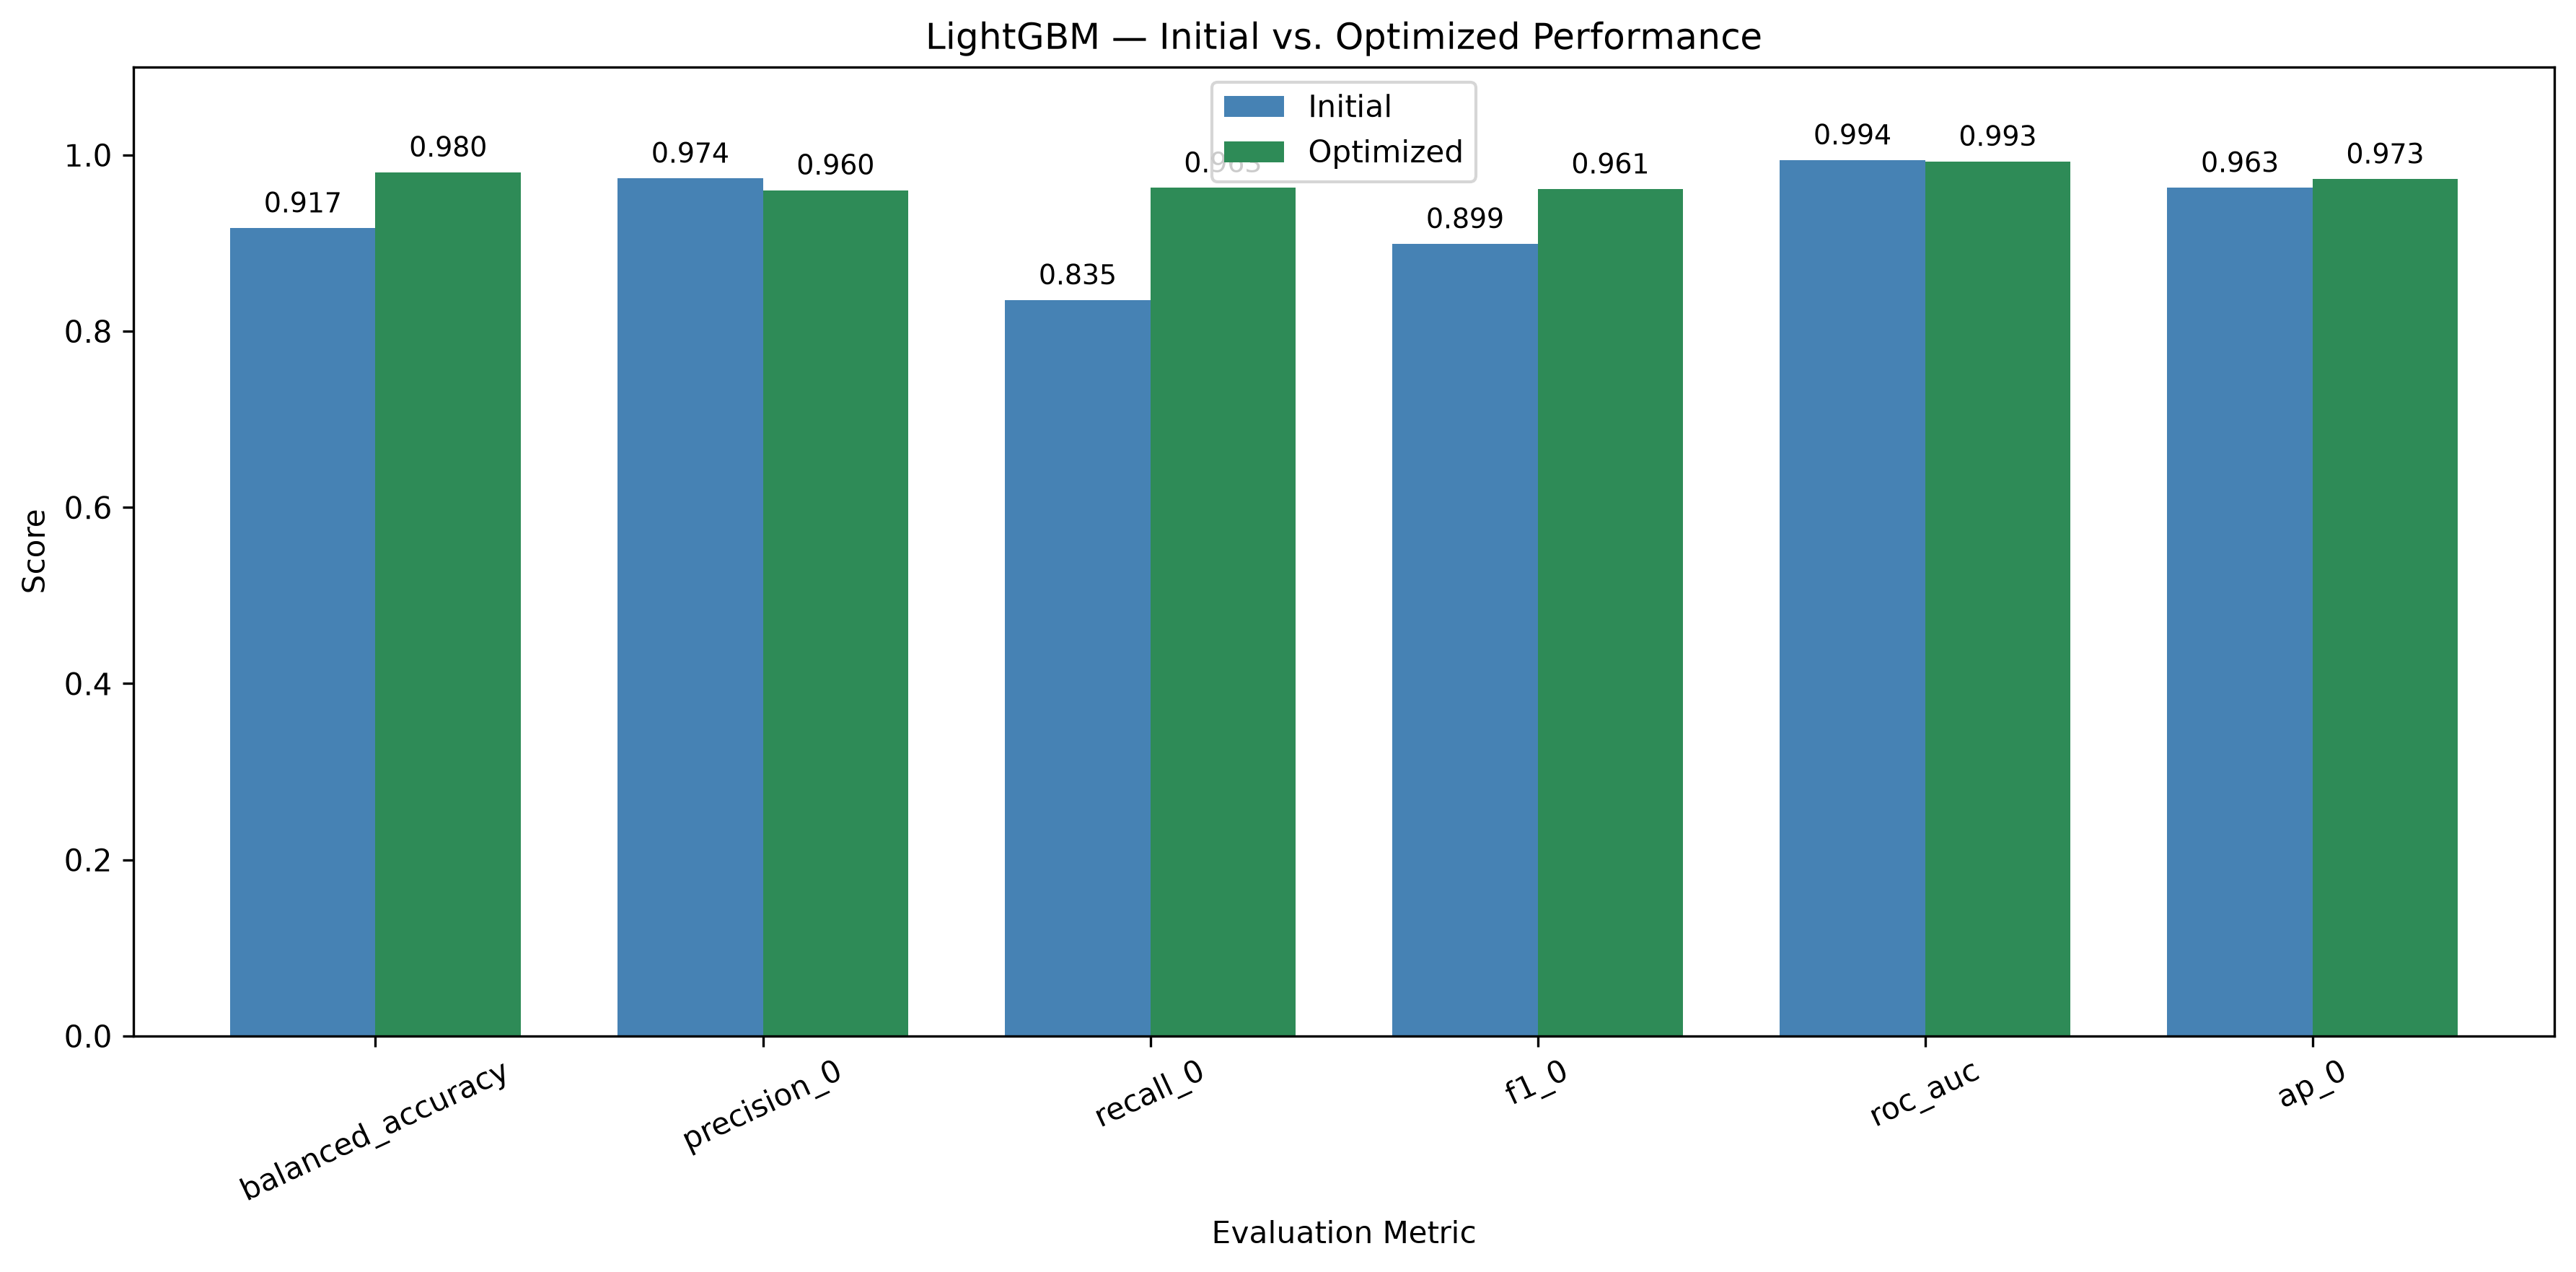 LightGBM — Initial vs. Optimized Performance
Initial
Optimized
0.917
0.980
0.974
0.960
0.835
0.963
0.899
0.961
0.994
0.993
0.963
0.973
1.0
0.8
0.6
0.4
0.2
0.0
Score
balanced_accuracy
precision_0
recall_0
f1_0
roc_auc
ap_0
Evaluation Metric